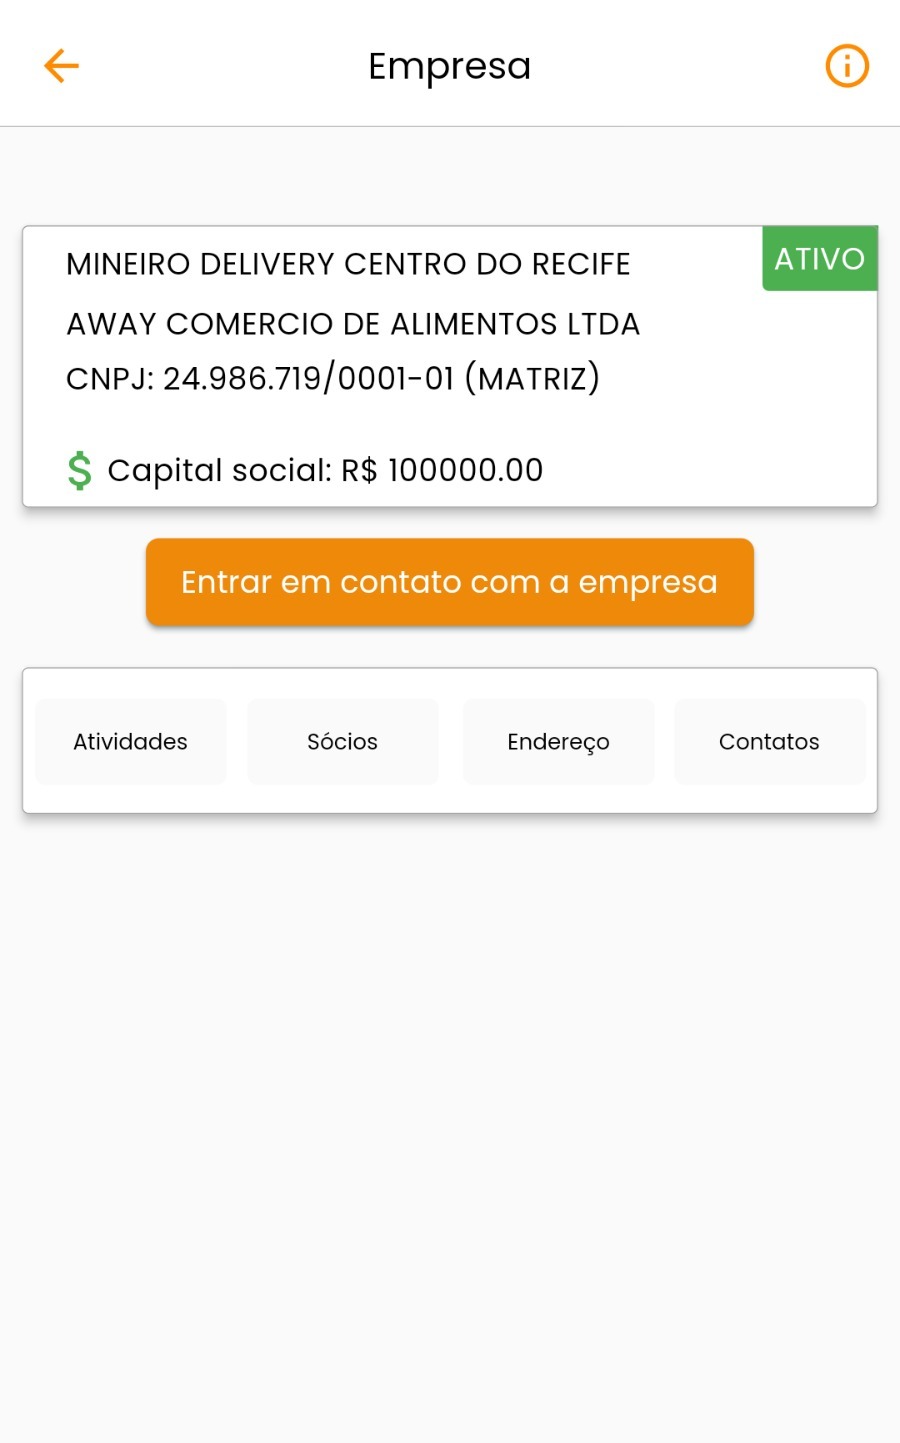 Empresa
MINEIRO DELIVERY CENTRO DO RECIFE
ATIVO
AWAY COMERCIO DE ALIMENTOS LTDA
CNPJ: 24.986.719/0001-01 (MATRIZ)
$ Capital social: R$ 100000.00
Entrar em contato com a empresa
Atividades
Sócios
Endereço
Contatos